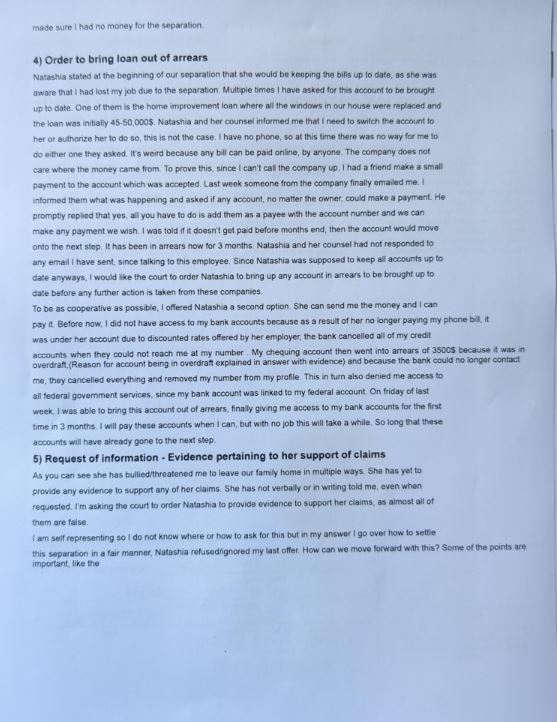 made sure I had no money for the separation.
4) Order to bring loan out of arrears
Natashia stated at the beginning of our separation that she would be keeping the bills up to date, as she was
aware that I had lost my job due to the separation. Multiple times I have asked for this account to be brought
up to date. One of them is the home improvement loan where all the windows in our house were replaced and
the loan was initially 45-50,000$. Natashia and her counsel informed me that I need to switch the account to
her or authorize her to do so, this is not the case. I have no phone, so at this time there was no way for me to
do either one they asked. It's weird because any bill can be paid online, by anyone. The company does not
care where the money came from. To prove this, since I can't call the company up, I had a friend make a small
payment to the account which was accepted. Last week someone from the company finally emailed me. I
informed them what was happening and asked if any account, no matter the owner, could make a payment. He
promptly replied that yes, all you have to do is add them as a payee with the account number and we can
make any payment we wish. I was told if it doesn't get paid before months end, then the account would move
onto the next step. It has been in arrears now for 3 months. Natashia and her counsel had not responded to
any email I have sent, since talking to this employee. Since Natashia was supposed to keep all accounts up to
date anyways, I would like the court to order Natashia to bring up any account in arrears to be brought up to
date before any further action is taken from these companies.
To be as cooperative as possible, I offered Natashia a second option. She can send me the money and I can
pay it. Before now, I did not have access to my bank accounts because as a result of her no longer paying my phone bill, it
was under her account due to discounted rates offered by her employer, the bank cancelled all of my credit
accounts when they could not reach me at my number . My chequing account then went into arrears of 3500$ because it was in
overdraft,(Reason for account being in overdraft explained in answer with evidence) and because the bank could no longer contact
me, they cancelled everything and removed my number from my profile. This in turn also denied me access to
all federal government services, since my bank account was linked to my federal account. On friday of last
week, I was able to bring this account out of arrears, finally giving me access to my bank accounts for the first
time in 3 months. I will pay these accounts when I can, but with no job this will take a while. So long that these
accounts will have already gone to the next step.
5) Request of information - Evidence pertaining to her support of claims
As you can see she has bullied/threatened me to leave our family home in multiple ways. She has yet to
provide any evidence to support any of her claims. She has not verbally or in writing told me, even when
requested. I'm asking the court to order Natashia to provide evidence to support her claims, as almost all of
them are false.
I am self representing so I do not know where or how to ask for this but in my answer I go over how to settle
this separation in a fair manner, Natashia refused/ignored my last offer. How can we move forward with this? Some of the points are
important, like the